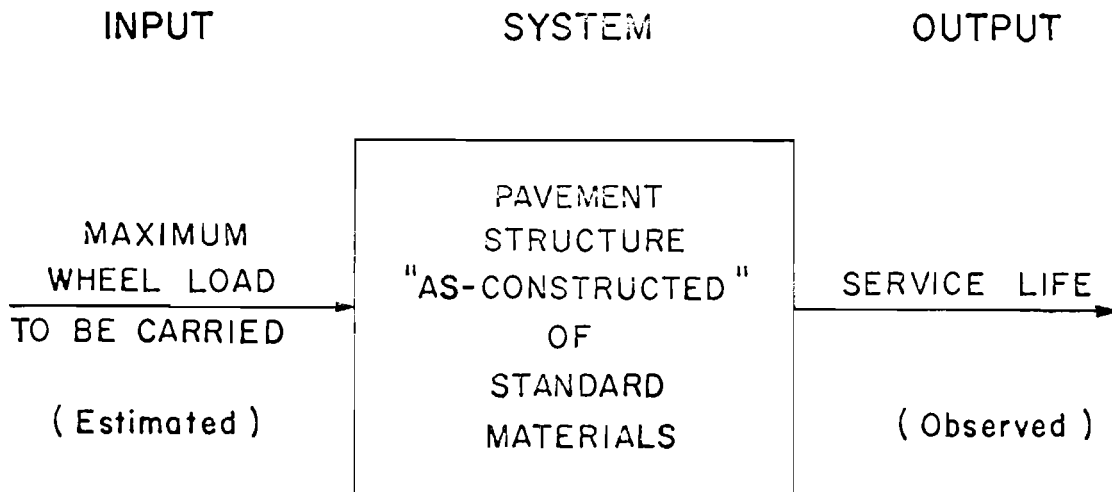 INPUT SYSTEM OUTPUT
MAXIMUM
WHEEL LOAD
TO BE CARRIED
(Estimated)
PAVEMENT
STRUCTURE
"AS-CONSTRUCTED"
OF
STANDARD
MATERIALS
SERVICE LIFE
(Observed)